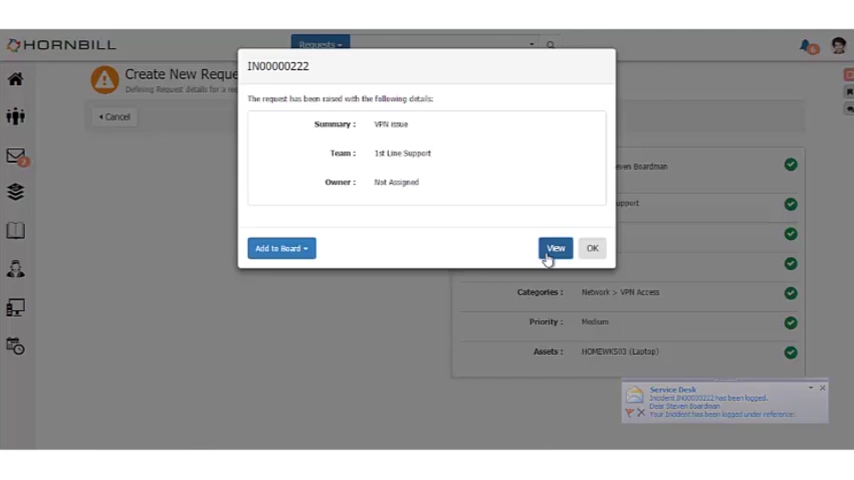 HORNBILL
Requests
Create New Reque
Defining Request details for a re
Cancel
IN00000222
The request has been raised with the following details:
Summary : VPN issue
Team : 1st Line Support
Owner : Not Assigned
Add to Board
View
OK
even Boardman
upport
Categories : Network > VPN Access
Priority : Medium
Assets : HOMEWKS03 (Laptop)
Service Desk
Incident IN00000222 has been logged.
Dear Steven Boardman
Your Incident has been logged under reference: